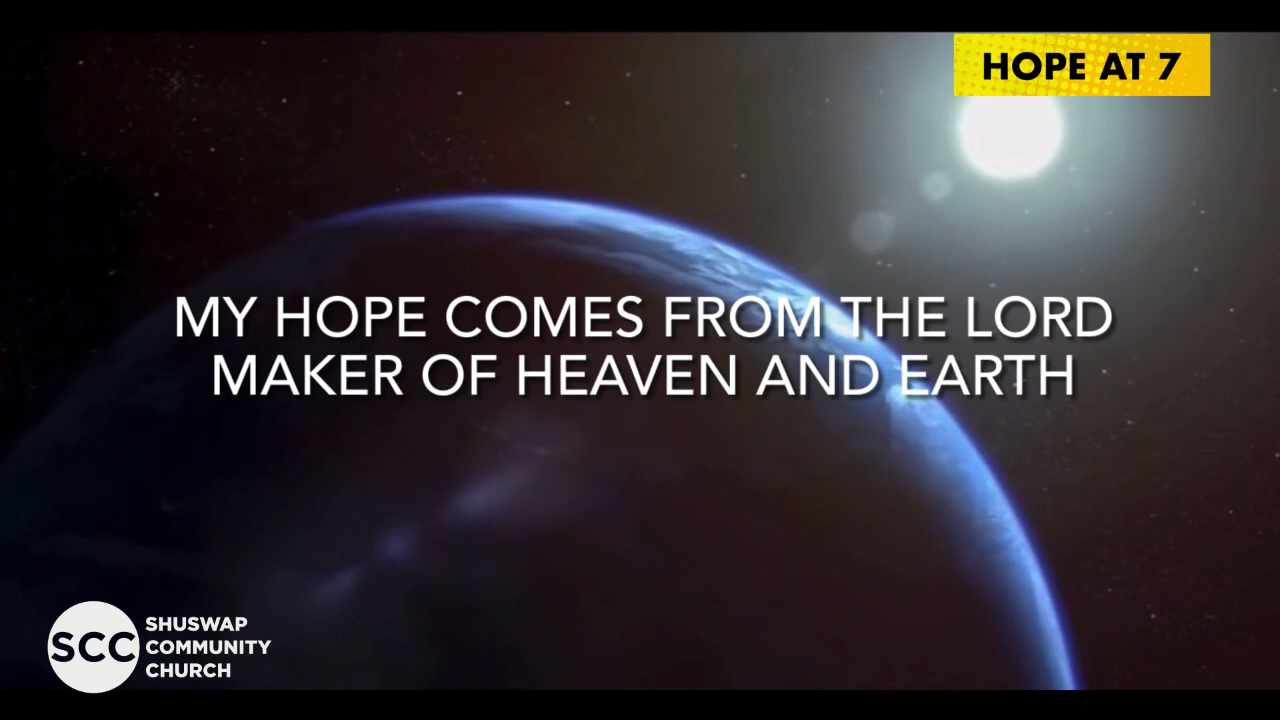 HOPE AT 7
MY HOPE COMES FROM THE LORD
MAKER OF HEAVEN AND EARTH
SCC
SHUSWAP
COMMUNITY
CHURCH